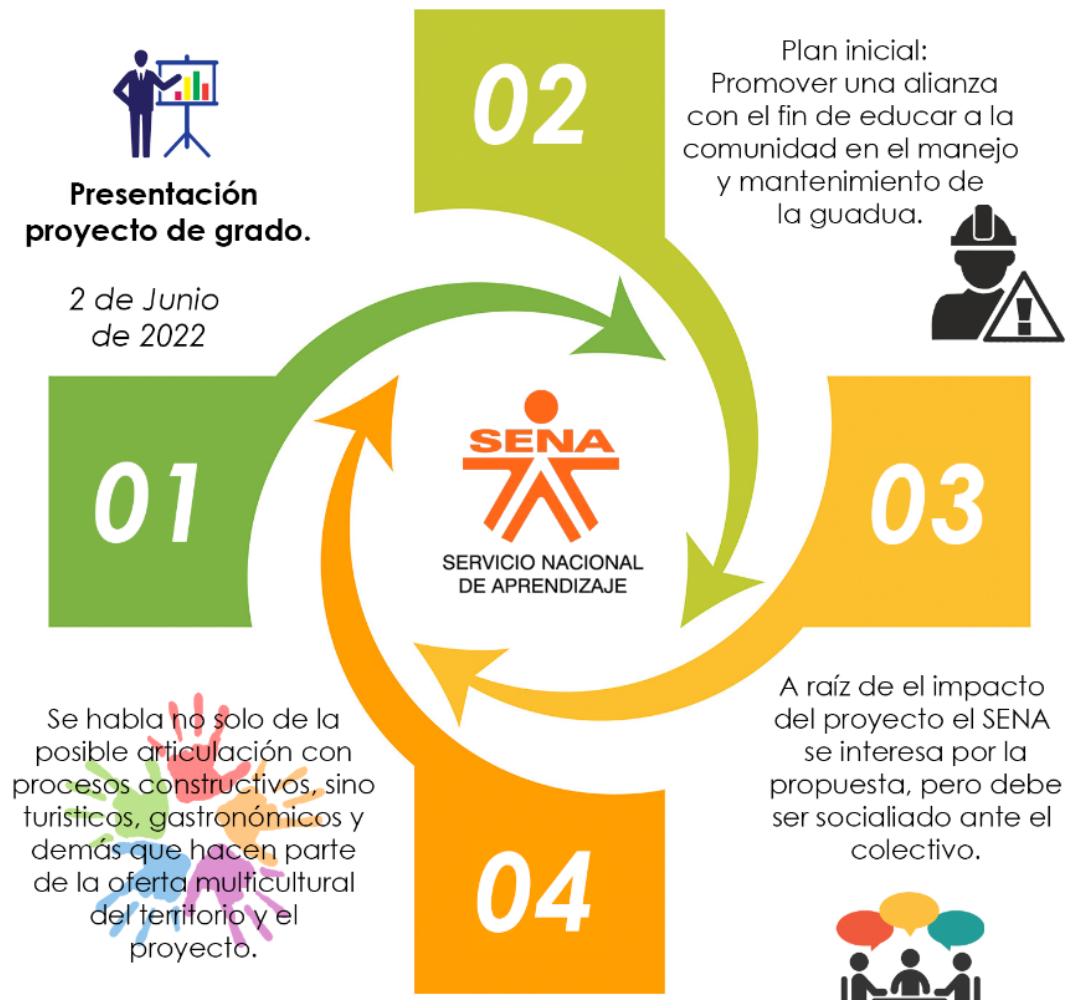 01
Presentación
proyecto de grado.
2 de Junio
de 2022
02
Plan inicial:
Promover una alianza
con el fin de educar a la
comunidad en el manejo
y mantenimiento de
la guadua.
03
A raíz de el impacto
del proyecto el SENA
se interesa por la
propuesta, pero debe
ser socialiado ante el
colectivo.
04
Se habla no solo de la
posible articulación con
procesos constructivos, sino
turisticos, gastronómicos y
demás que hacen parte
de la oferta multicultural
del territorio y el
proyecto.
SENA
SERVICIO NACIONAL
DE APRENDIZAJE